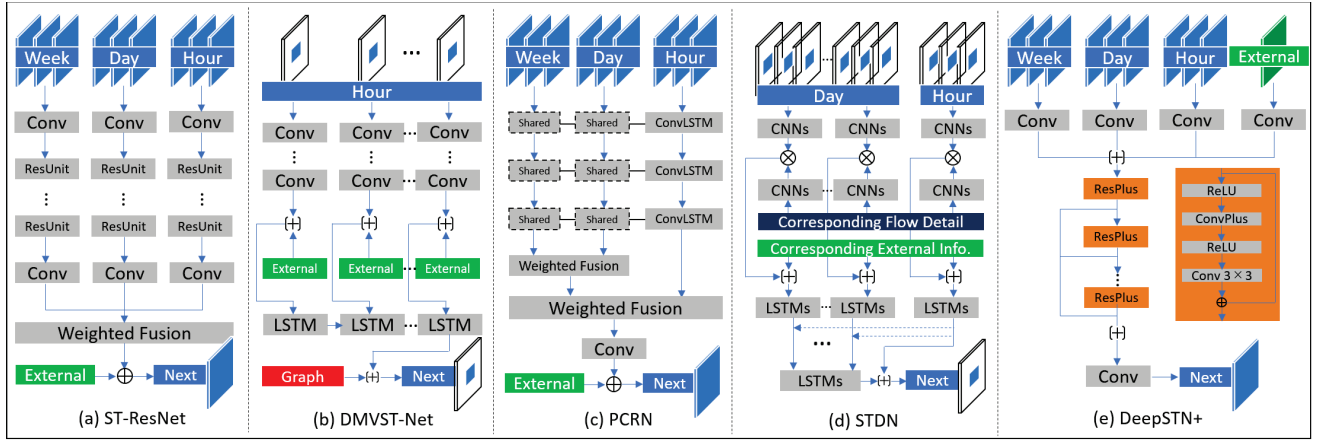 Week Day Hour
Conv Conv Conv
ResUnit ResUnit ResUnit
ResUnit ResUnit ResUnit
Conv Conv Conv
Weighted Fusion
External Next
(a) ST-ResNet
Hour
Conv Conv Conv
Conv Conv Conv
[+] [+] [+]
External External External
LSTM LSTM LSTM
Graph [+] Next
(b) DMVST-Net
Week Day Hour
Shared Shared ConvLSTM
Shared Shared ConvLSTM
Shared Shared ConvLSTM
Weighted Fusion
Weighted Fusion
Conv
External Next
(c) PCRN
Day Hour
CNNs CNNs CNNs
CNNs CNNs CNNs
Corresponding Flow Detail
Corresponding External Info.
[+] [+] [+]
LSTMs LSTMs LSTMs
LSTMs [+] Next
(d) STDN
Week Day Hour External
Conv Conv Conv Conv
[+]
ResPlus
ResPlus
ResPlus
[+]
Conv Next
ReLU
ConvPlus
ReLU
Conv 3×3
(e) DeepSTN+